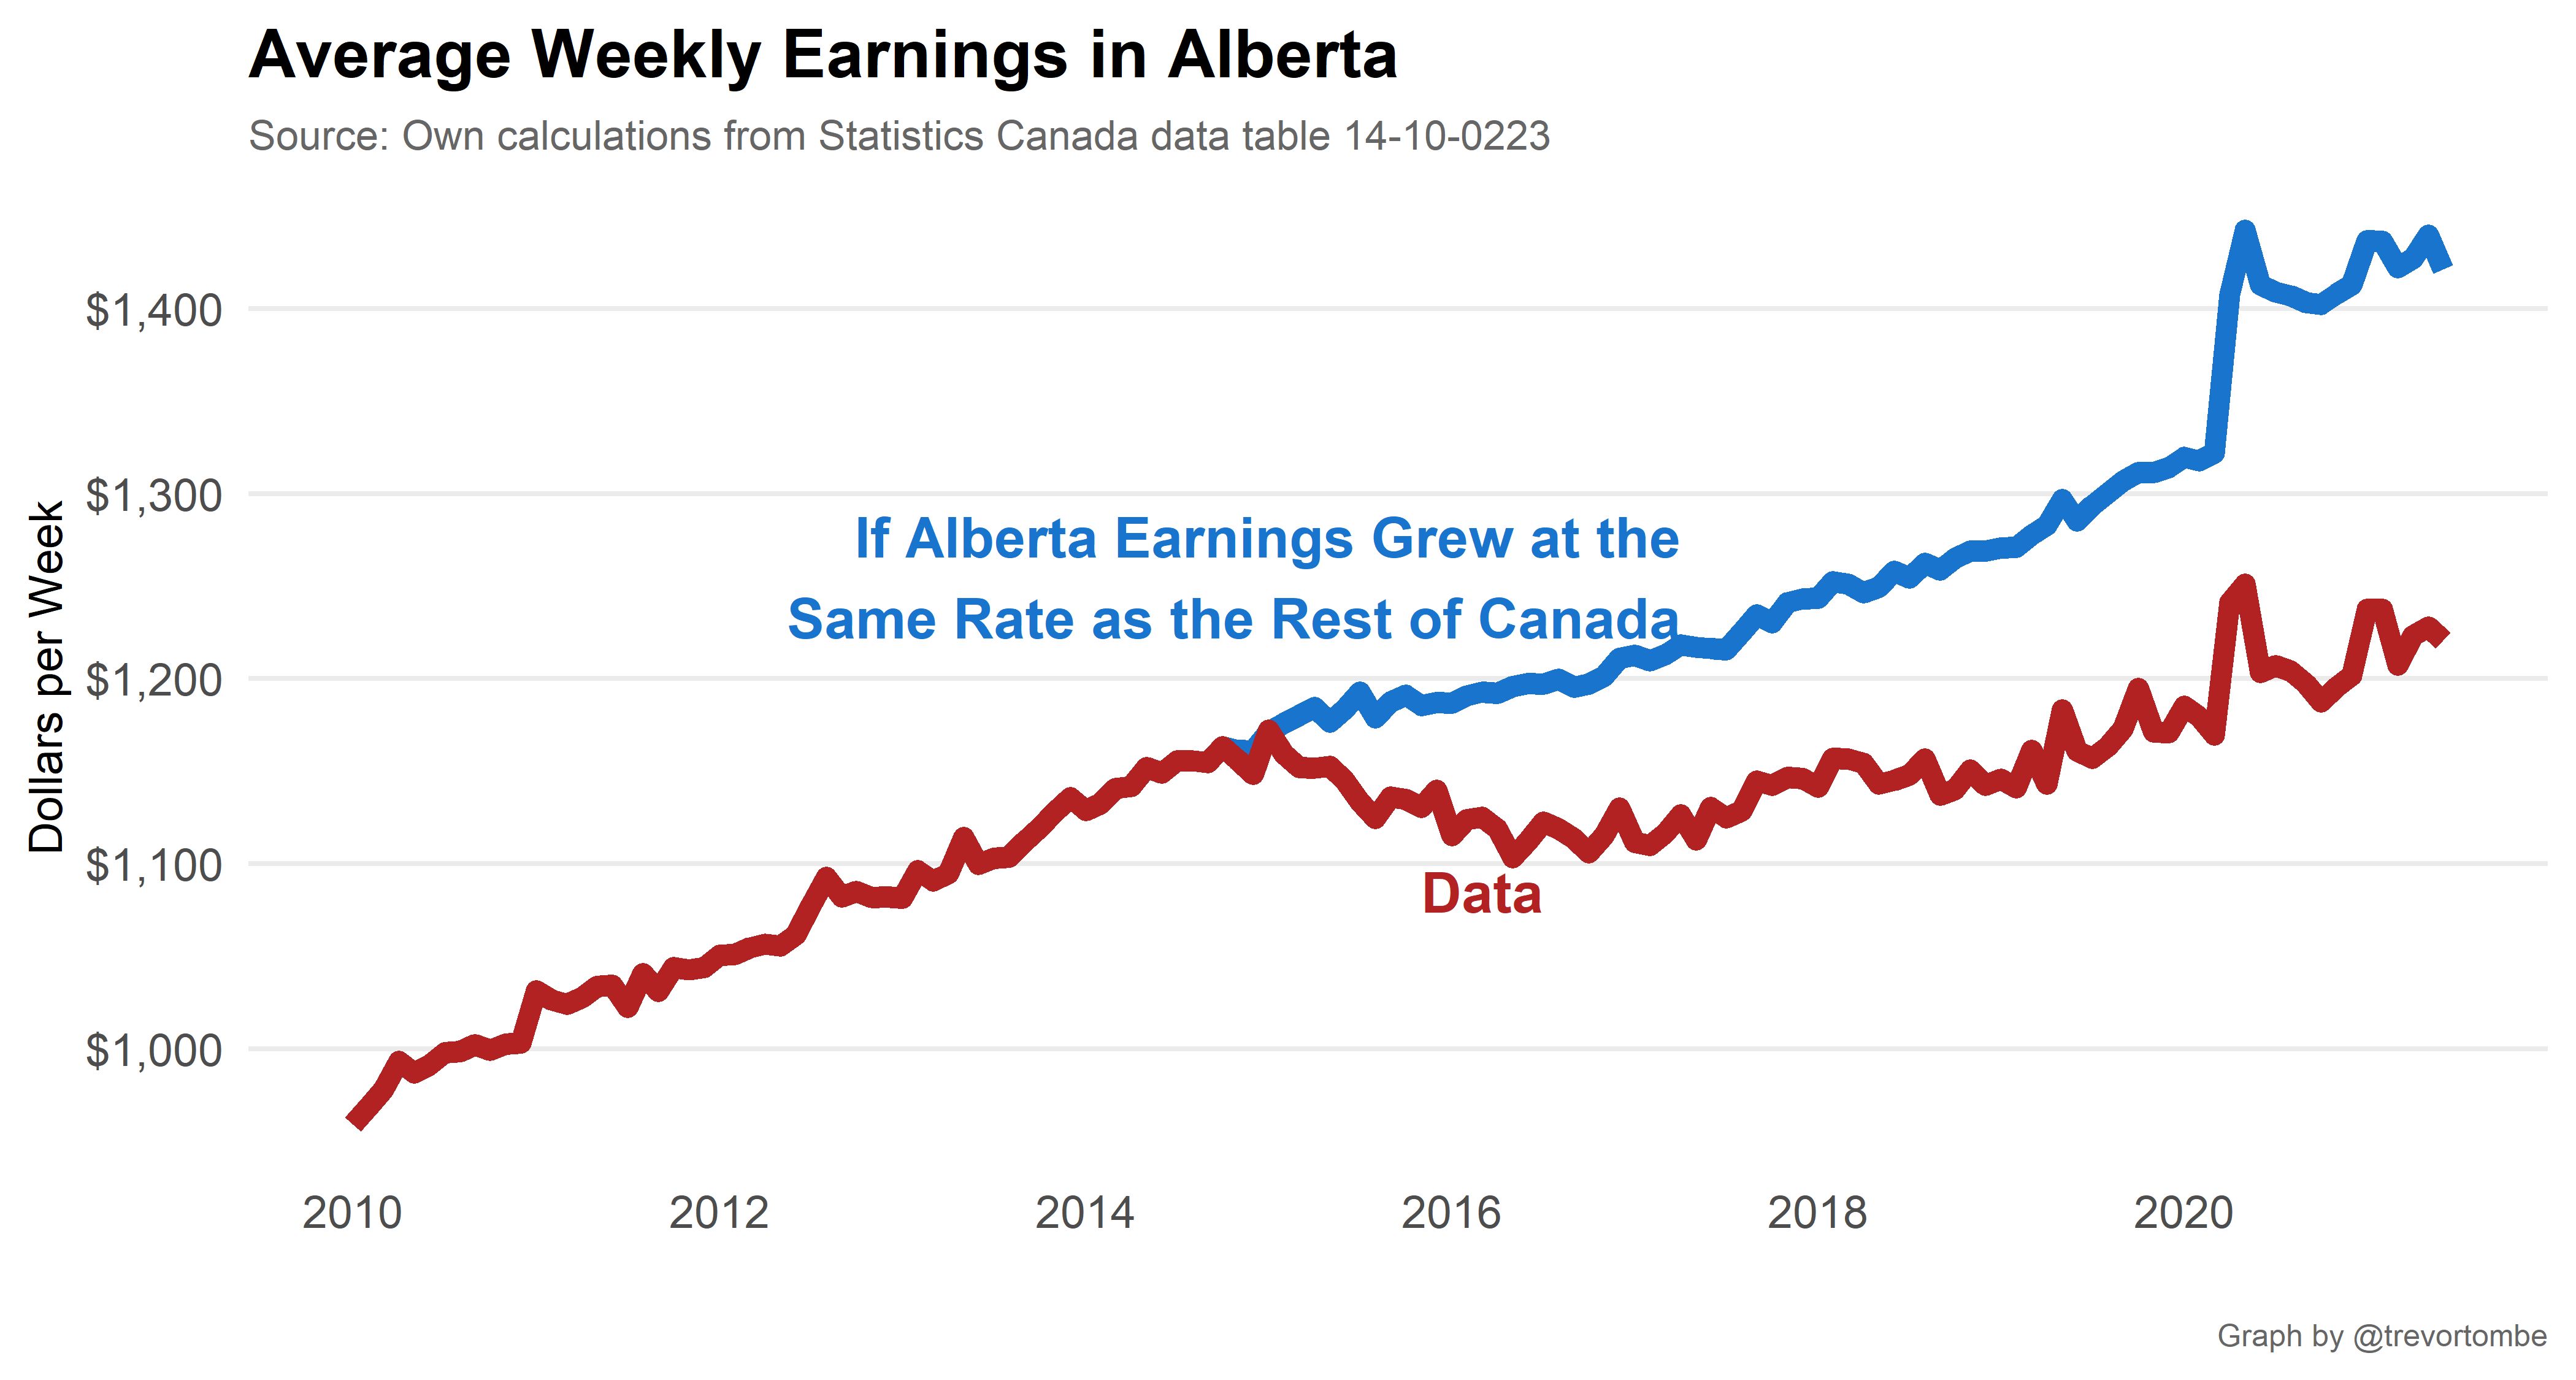 Average Weekly Earnings in Alberta
Source: Own calculations from Statistics Canada data table 14-10-0223
Dollars per Week
$1,400
$1,300
$1,200
$1,100
$1,000
If Alberta Earnings Grew at the
Same Rate as the Rest of Canada
Data
2010 2012 2014 2016 2018 2020
Graph by @trevortombe